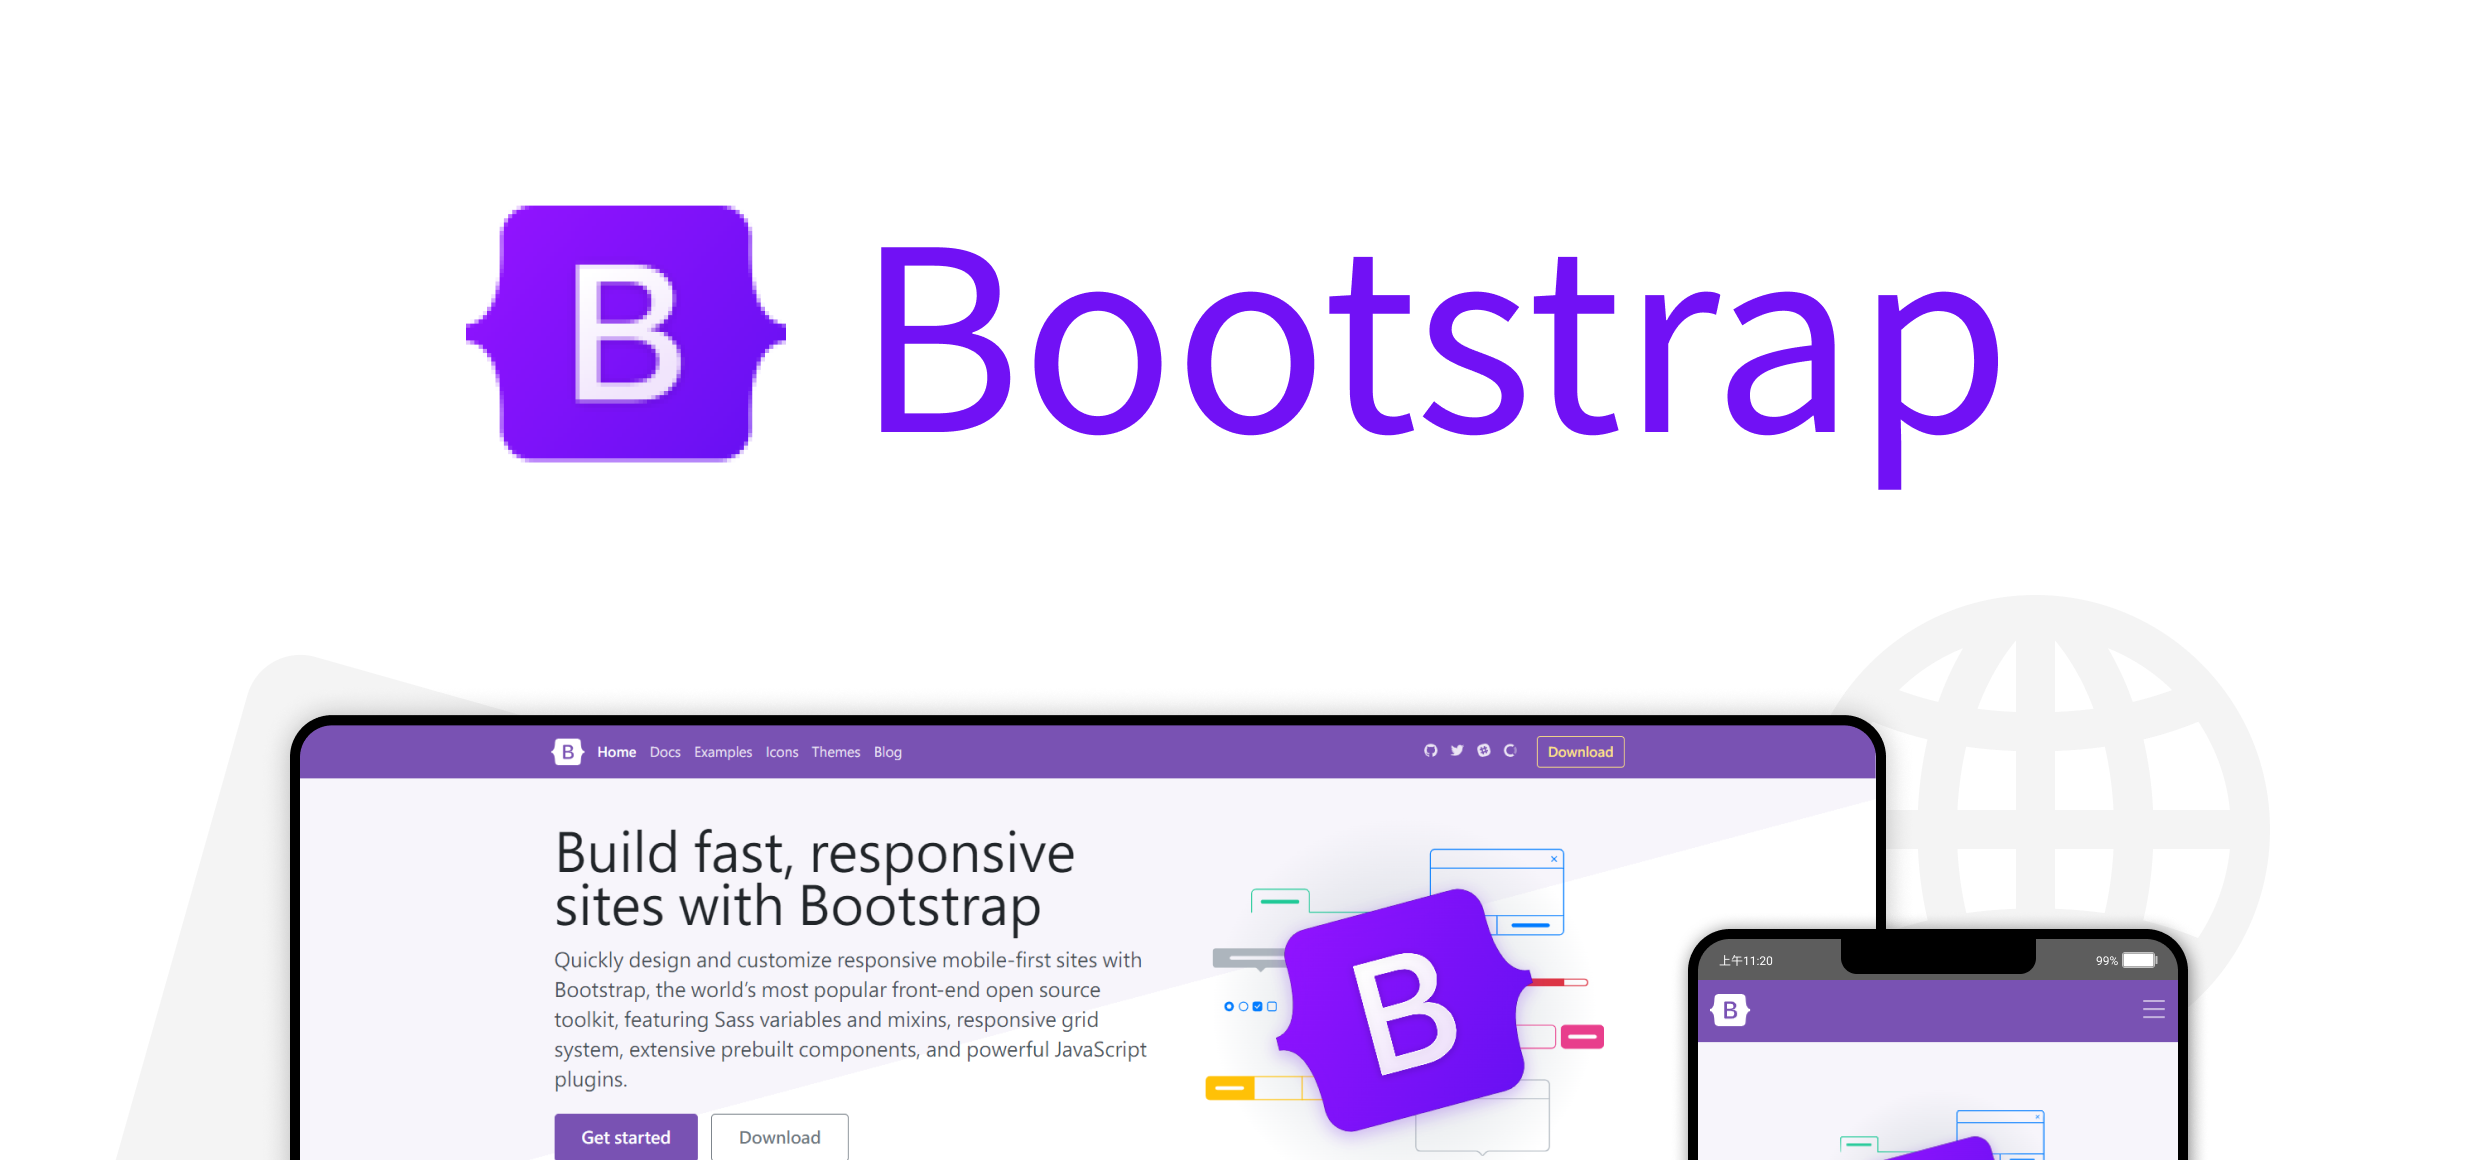 B Bootstrap
B Home Docs Examples Icons Themes Blog Download
Build fast, responsive
sites with Bootstrap
Quickly design and customize responsive mobile-first sites with
Bootstrap, the world’s most popular front-end open source
toolkit, featuring Sass variables and mixins, responsive grid
system, extensive prebuilt components, and powerful JavaScript
plugins.
Get started Download
B
上午11:20 99%
B